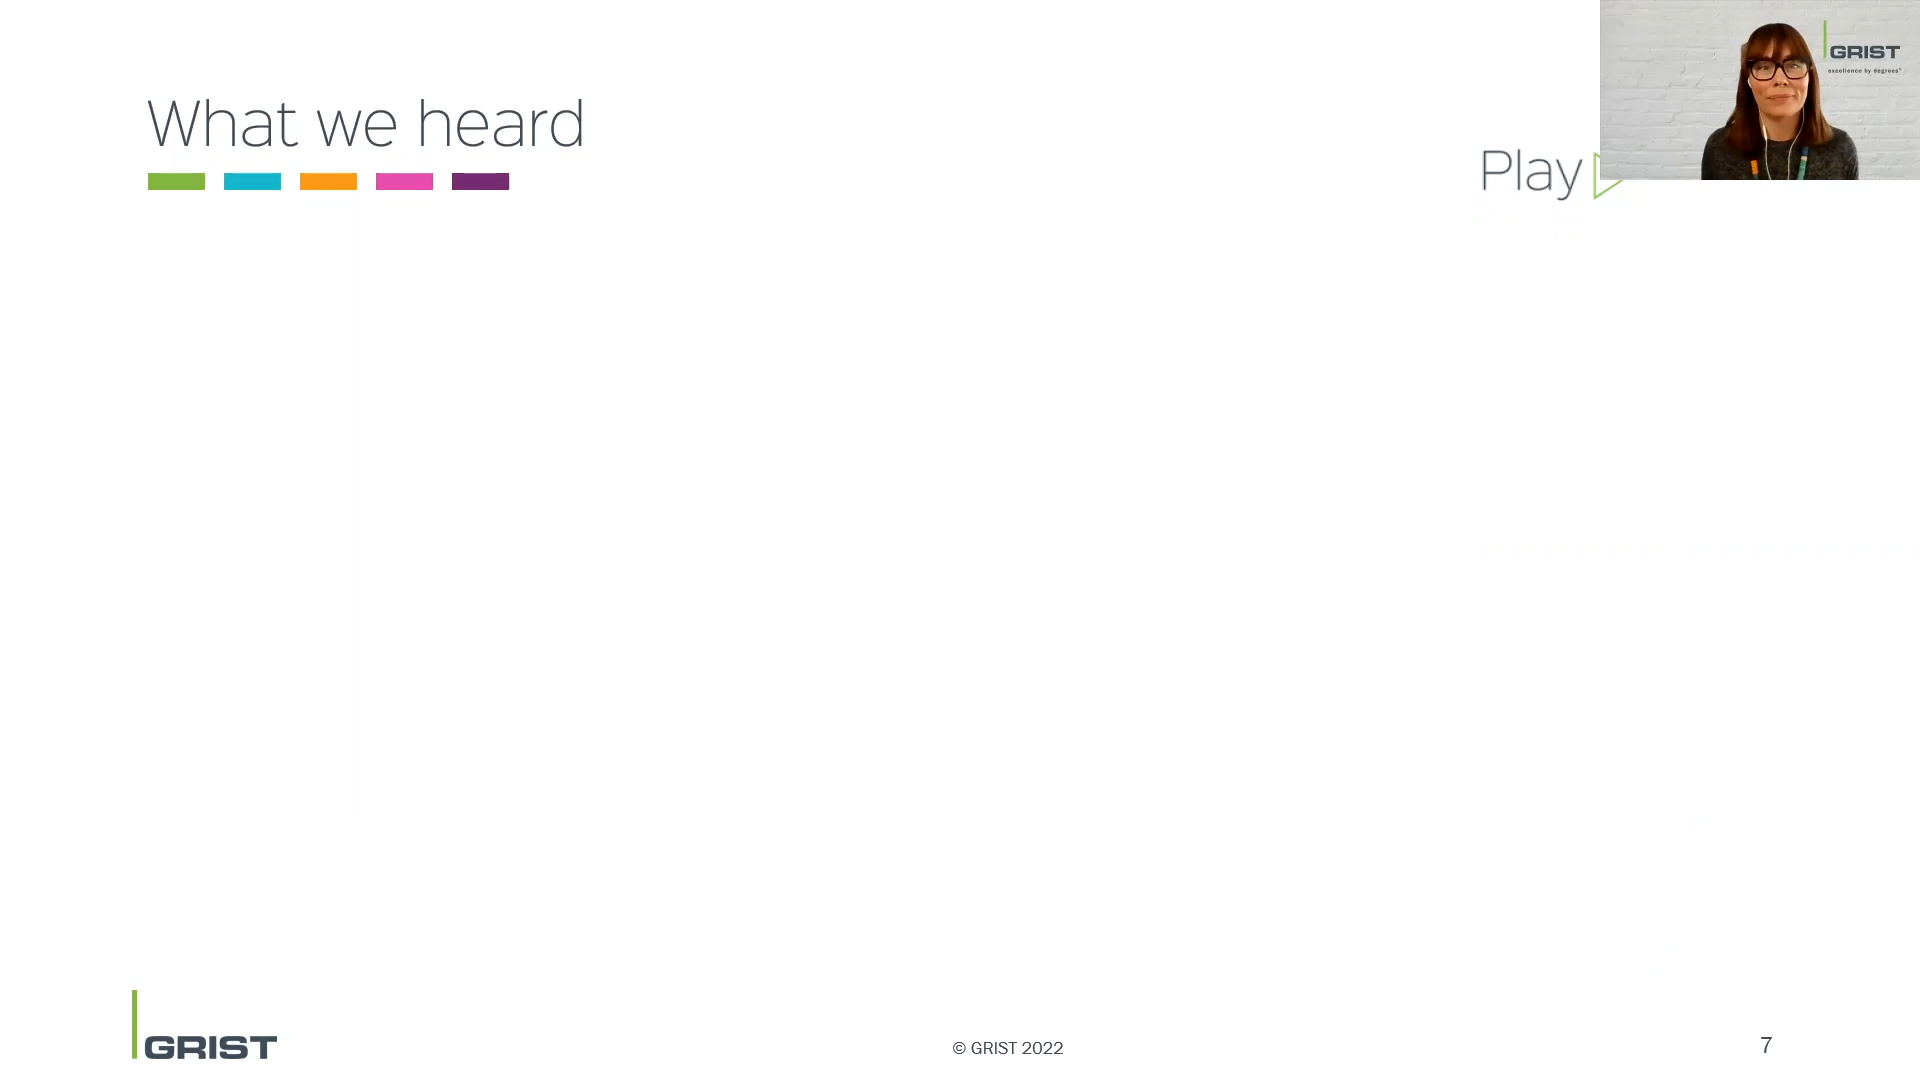 What we heard
Play
GRIST
excellence by degrees®
GRIST
© GRIST 2022
7